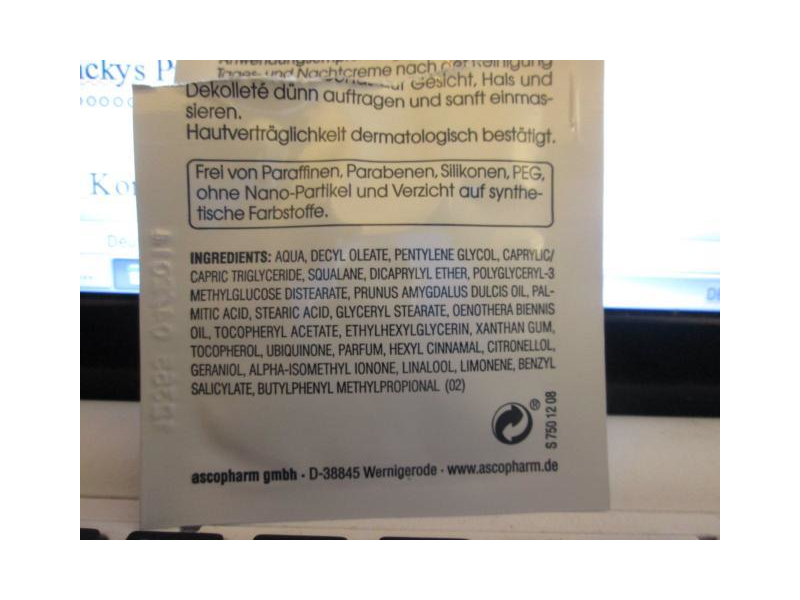 ckys P
Tages- und Nachtcreme nach der Reinigung
Gesicht, Hals und
Dekolleté dünn auftragen und sanft einmas-
sieren.
Hautverträglichkeit dermatologisch bestätigt.
Frei von Paraffinen, Parabenen, Silikonen, PEG,
ohne Nano-Partikel und Verzicht auf synthe-
tische Farbstoffe.
INGREDIENTS: AQUA, DECYL OLEATE, PENTYLENE GLYCOL, CAPRYLIC/
CAPRIC TRIGLYCERIDE, SQUALANE, DICAPRYLYL ETHER, POLYGLYCERYL-3
METHYLGLUCOSE DISTEARATE, PRUNUS AMYGDALUS DULCIS OIL, PAL-
MITIC ACID, STEARIC ACID, GLYCERYL STEARATE, OENOTHERA BIENNIS
OIL, TOCOPHERYL ACETATE, ETHYLHEXYLGLYCERIN, XANTHAN GUM,
TOCOPHEROL, UBIQUINONE, PARFUM, HEXYL CINNAMAL, CITRONELLOL,
GERANIOL, ALPHA-ISOMETHYL IONONE, LINALOOL, LIMONENE, BENZYL
SALICYLATE, BUTYLPHENYL METHYLPROPIONAL (02)
®
S 750 12 08
ascopharm gmbh · D-38845 Wernigerode · www.ascopharm.de